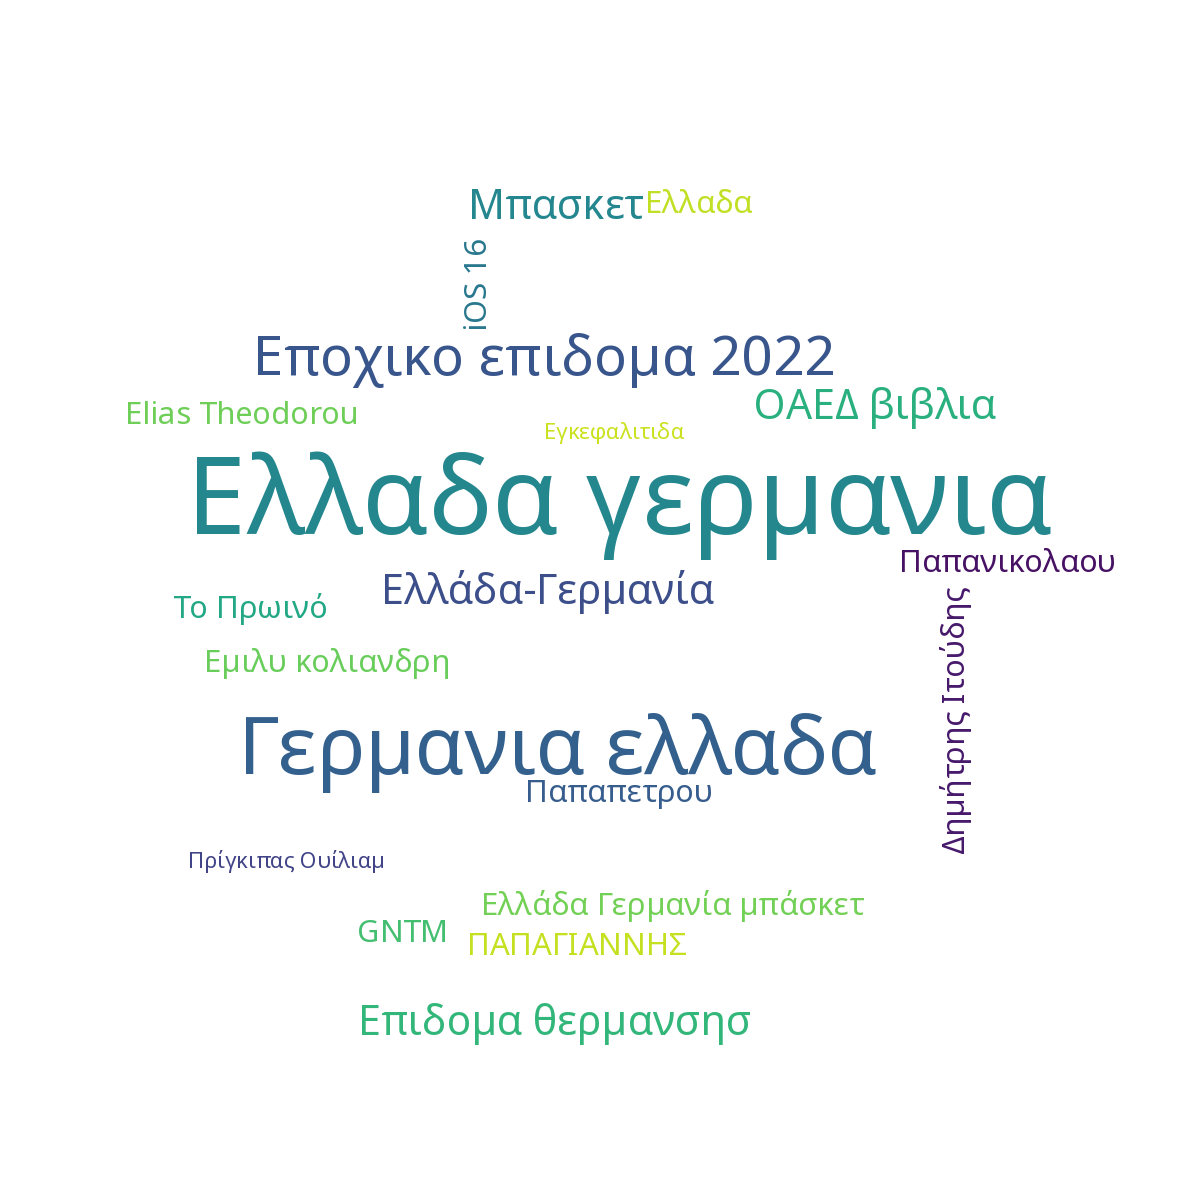 Μπασκετ
Ελλαδα
iOS 16
Εποχικο επιδομα 2022
ΟΑΕΔ βιβλια
Elias Theodorou
Εγκεφαλιτιδα
Ελλαδα γερμανια
Παπανικολαου
Ελλάδα-Γερμανία
Το Πρωινό
Δημήτρης Ιτούδης
Εμιλυ κολιανδρη
Γερμανια ελλαδα
Παπαπετρου
Πρίγκιπας Ουίλιαμ
Ελλάδα Γερμανία μπάσκετ
GNTM
ΠΑΠΑΓΙΑΝΝΗΣ
Επιδομα θερμανσησ